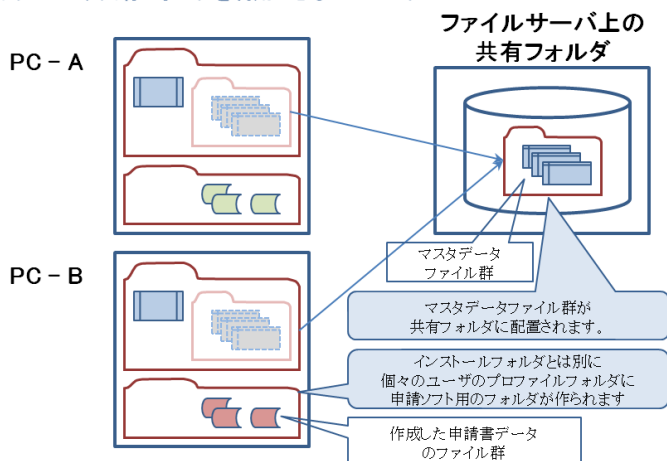 ファイルサーバ上の
共有フォルダ
PC－A
マスタデータ
ファイル群
PC－B
マスタデータファイル群が
共有フォルダに配置されます。
インストールフォルダとは別に
個々のユーザのプロファイルフォルダに
申請ソフト用のフォルダが作られます
作成した申請書データ
のファイル群